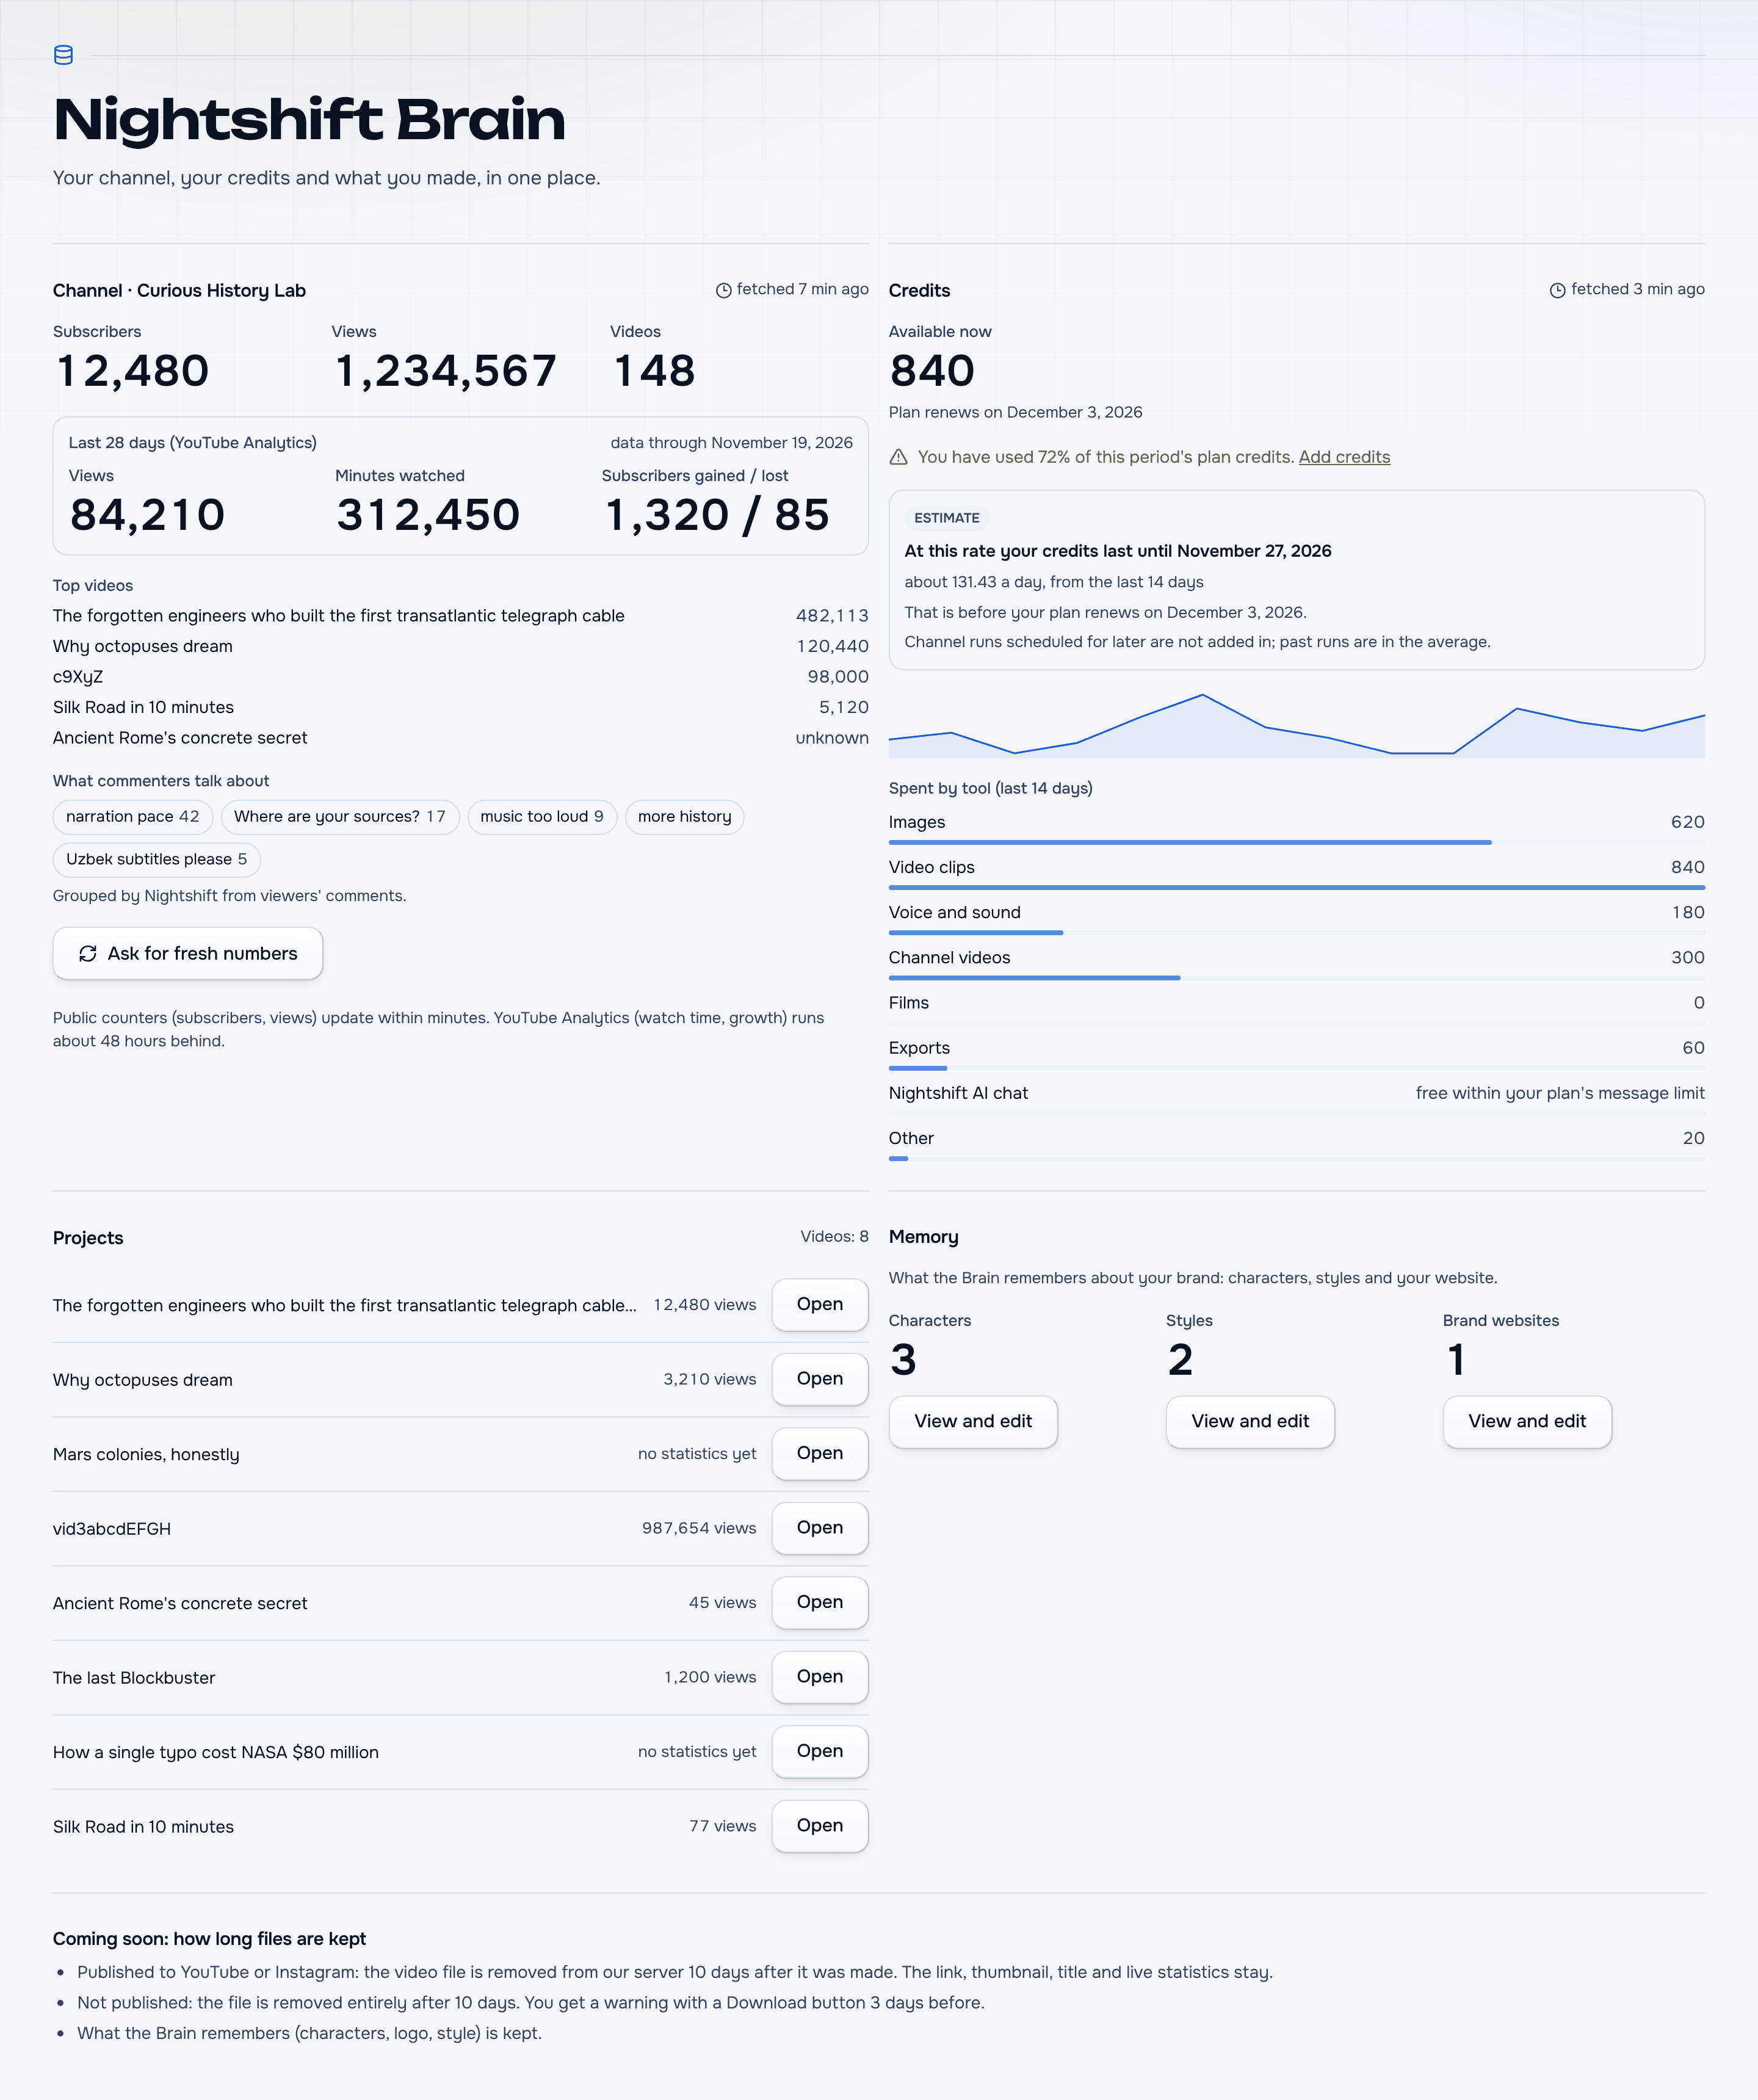 Nightshift Brain
Your channel, your credits and what you made, in one place.
Channel · Curious History Lab
fetched 7 min ago
Subscribers
12,480
Views
1,234,567
Videos
148
Last 28 days (YouTube Analytics)
data through November 19, 2026
Views
84,210
Minutes watched
312,450
Subscribers gained / lost
1,320 / 85
Top videos
The forgotten engineers who built the first transatlantic telegraph cable 482,113
Why octopuses dream 120,440
c9XyZ 98,000
Silk Road in 10 minutes 5,120
Ancient Rome's concrete secret unknown
What commenters talk about
narration pace 42
Where are your sources? 17
music too loud 9
more history
Uzbek subtitles please 5
Grouped by Nightshift from viewers' comments.
Ask for fresh numbers
Public counters (subscribers, views) update within minutes. YouTube Analytics (watch time, growth) runs
about 48 hours behind.
Credits
fetched 3 min ago
Available now
840
Plan renews on December 3, 2026
You have used 72% of this period's plan credits. Add credits
ESTIMATE
At this rate your credits last until November 27, 2026
about 131.43 a day, from the last 14 days
That is before your plan renews on December 3, 2026.
Channel runs scheduled for later are not added in; past runs are in the average.
Spent by tool (last 14 days)
Images 620
Video clips 840
Voice and sound 180
Channel videos 300
Films 0
Exports 60
Nightshift AI chat free within your plan's message limit
Other 20
Projects
Videos: 8
The forgotten engineers who built the first transatlantic telegraph cable... 12,480 views Open
Why octopuses dream 3,210 views Open
Mars colonies, honestly no statistics yet Open
vid3abcdEFGH 987,654 views Open
Ancient Rome's concrete secret 45 views Open
The last Blockbuster 1,200 views Open
How a single typo cost NASA $80 million no statistics yet Open
Silk Road in 10 minutes 77 views Open
Memory
What the Brain remembers about your brand: characters, styles and your website.
Characters
3
View and edit
Styles
2
View and edit
Brand websites
1
View and edit
Coming soon: how long files are kept
• Published to YouTube or Instagram: the video file is removed from our server 10 days after it was made. The link, thumbnail, title and live statistics stay.
• Not published: the file is removed entirely after 10 days. You get a warning with a Download button 3 days before.
• What the Brain remembers (characters, logo, style) is kept.